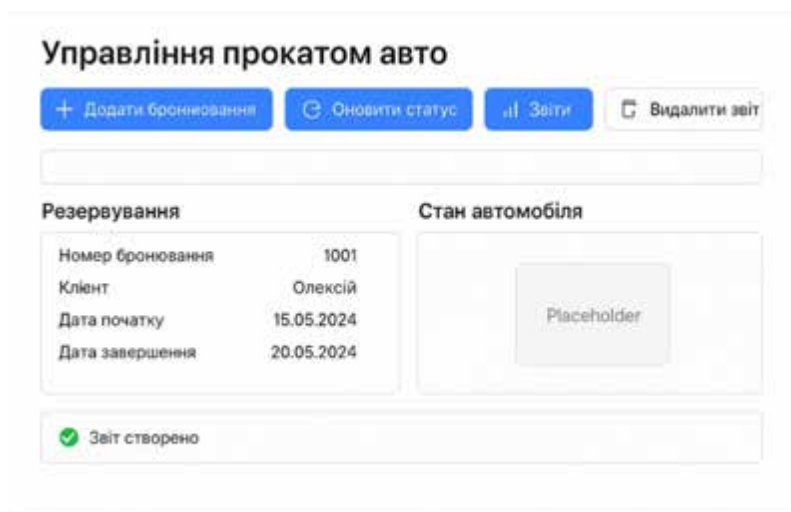 Управління прокатом авто
Додати бронювання Оновити статус Звіти Видалити звіт
Резервування Стан автомобіля
Номер бронювання 1001
Клієнт Олексій
Дата початку 15.05.2024
Дата завершення 20.05.2024
Placeholder
Звіт створено